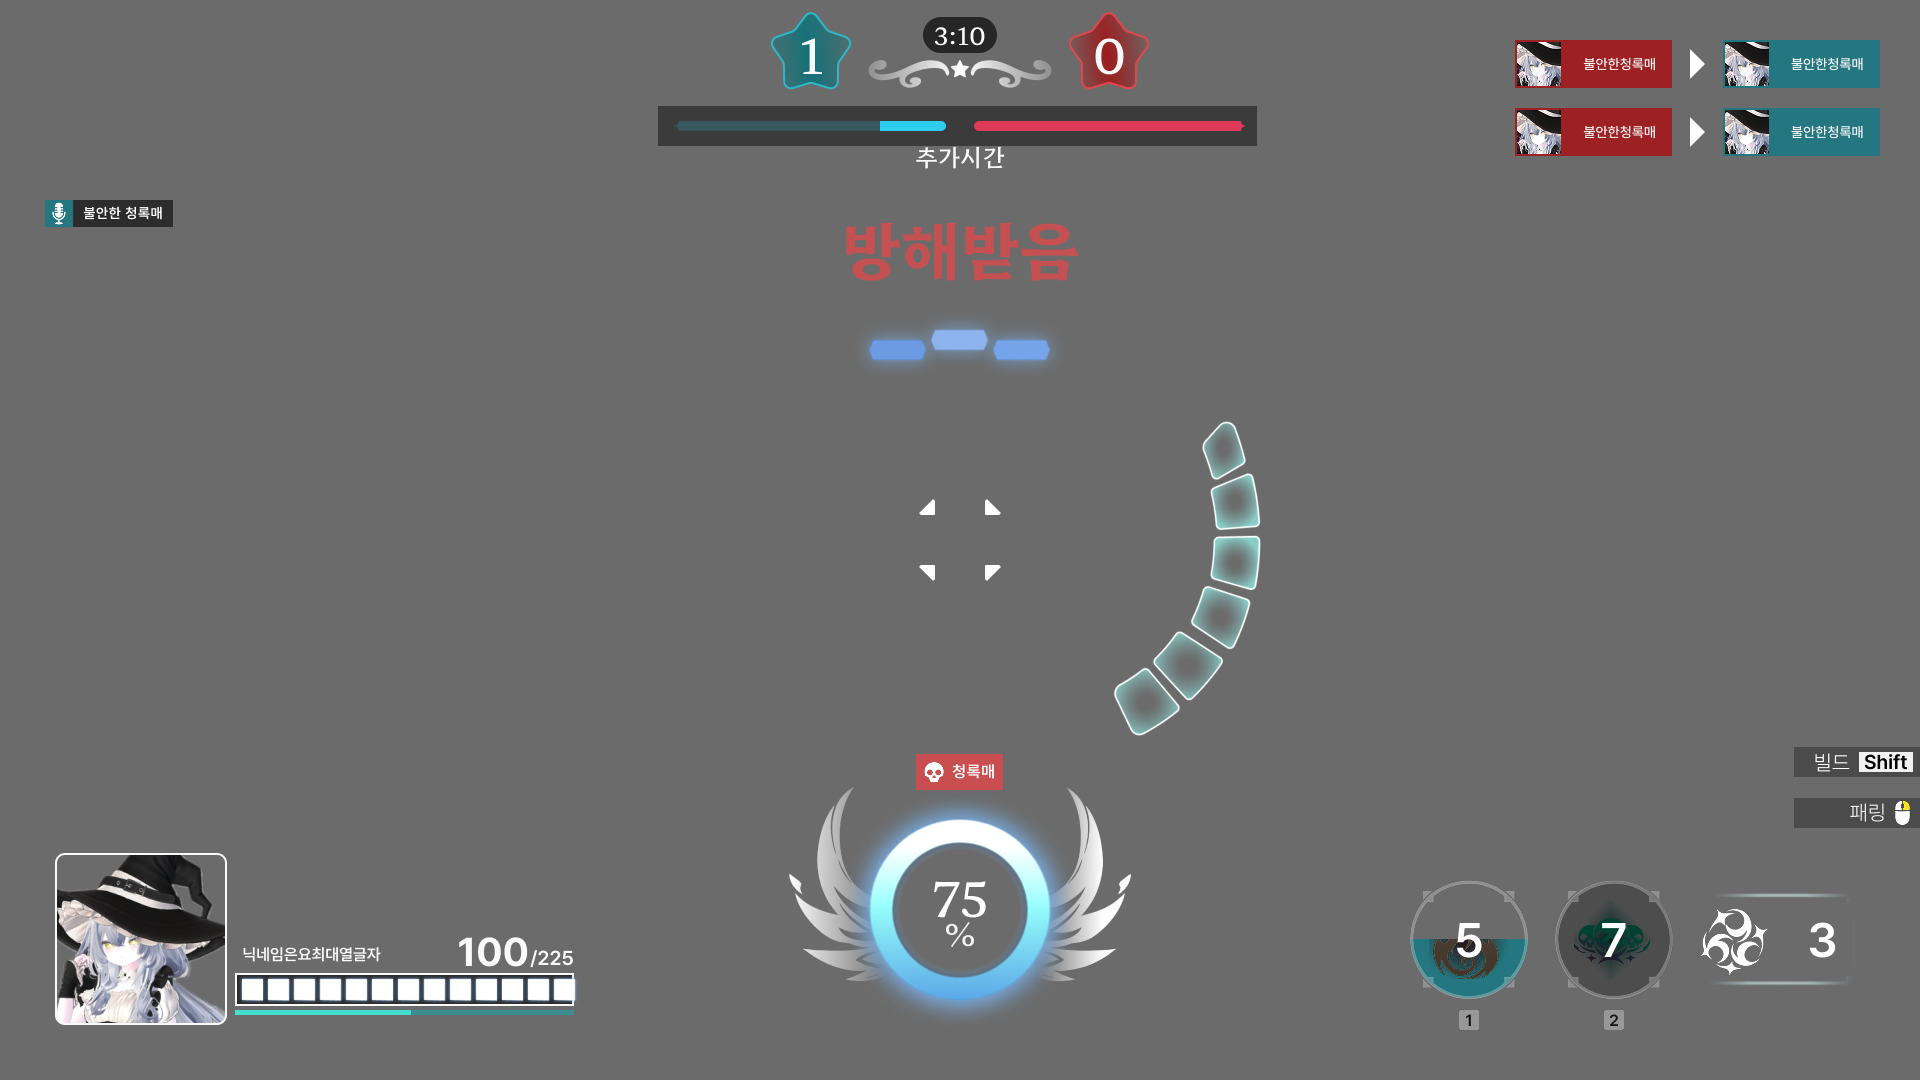 1
3:10
0
추가시간
불안한청록매
불안한청록매
불안한청록매
불안한청록매
불안한 청록매
방해받음
청록매
75
%
빌드 Shift
패링
닉네임은요최대열글자
100/225
5
7
3
1
2